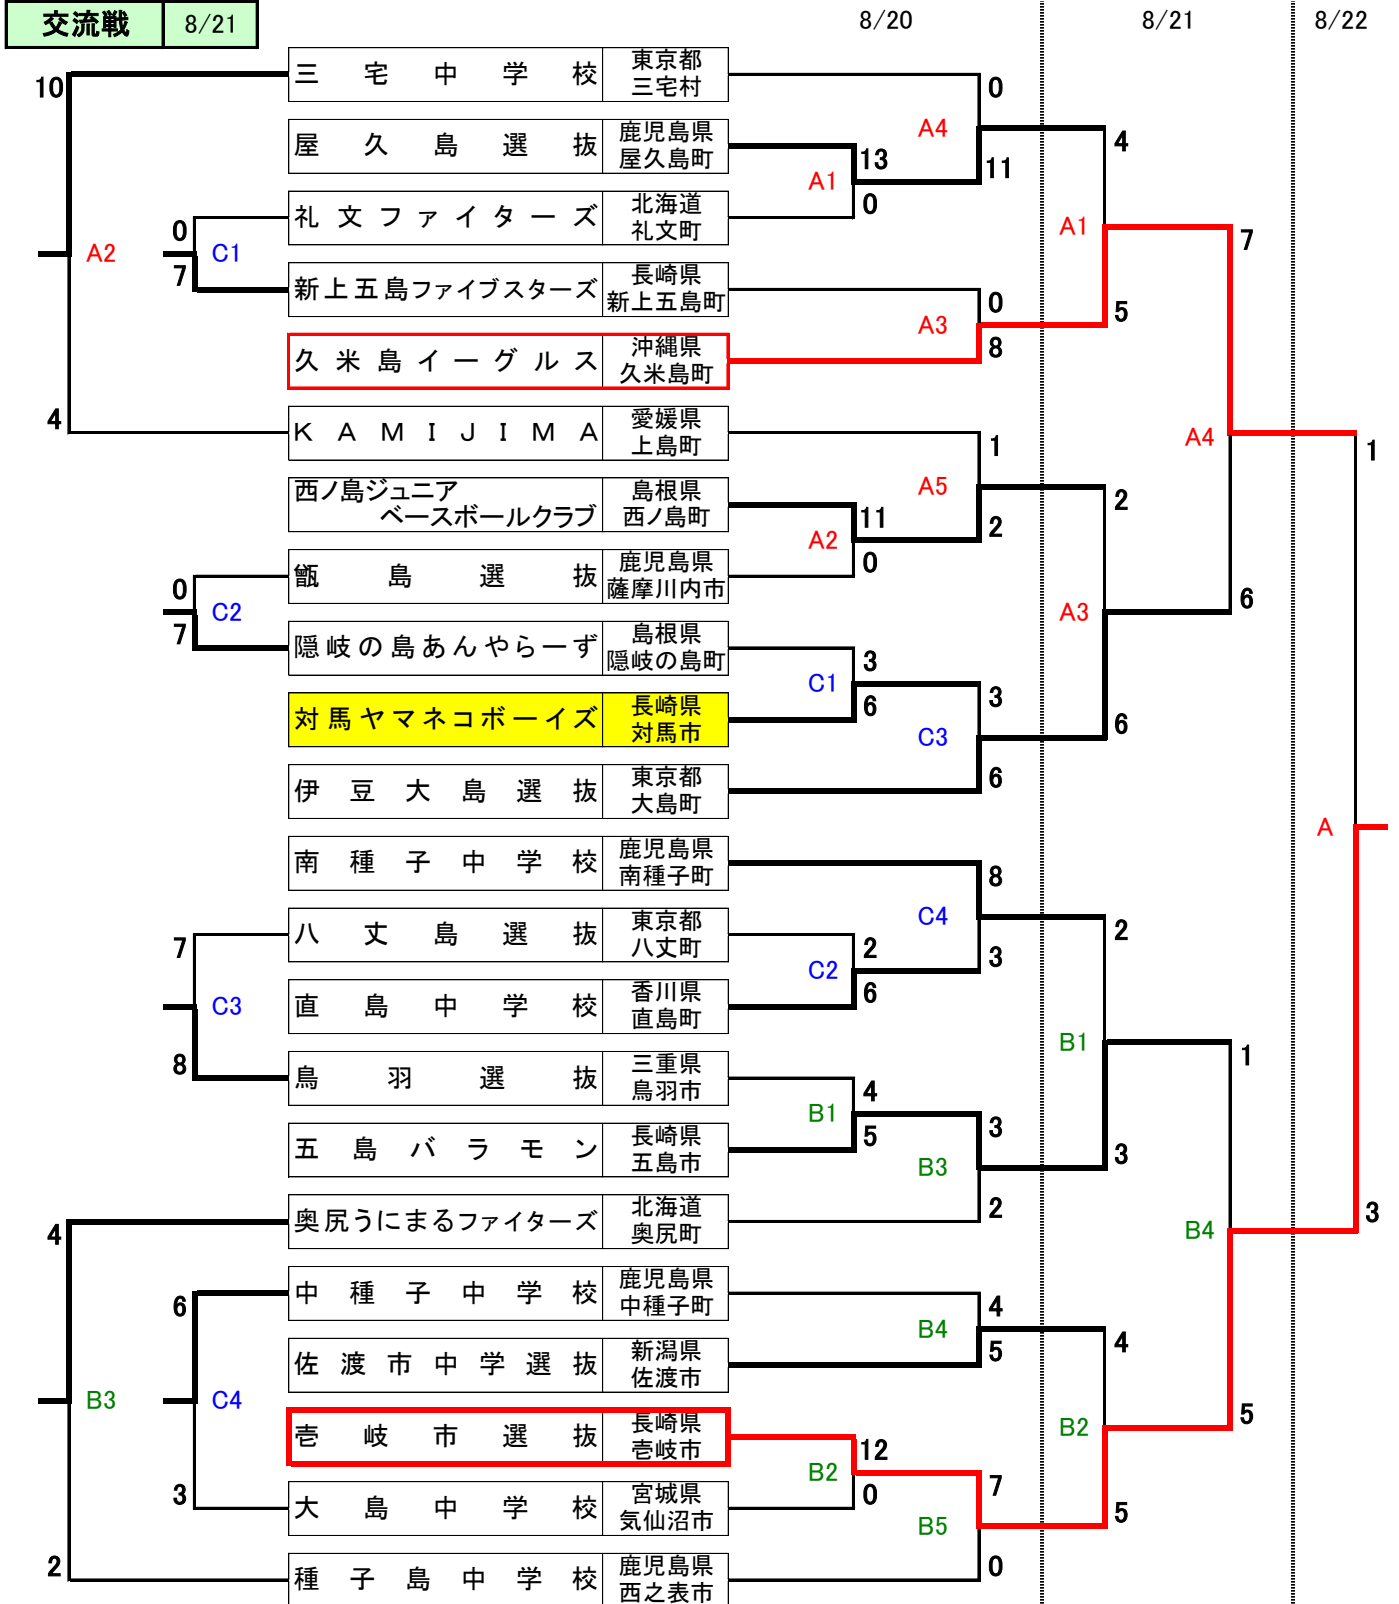 交流戦 8/21
8/20 8/21 8/22
三宅中学校 東京都 三宅村
屋久島選抜 鹿児島県 屋久島町
礼文ファイターズ 北海道 礼文町
新上五島ファイブスターズ 長崎県 新上五島町
久米島イーグルス 沖縄県 久米島町
KAMIJIMA 愛媛県 上島町
西ノ島ジュニア
ベースボールクラブ 島根県 西ノ島町
甑島選抜 鹿児島県 薩摩川内市
隠岐の島あんやらーず 島根県 隠岐の島町
対馬ヤマネコボーイズ 長崎県 対馬市
伊豆大島選抜 東京都 大島町
南種子中学校 鹿児島県 南種子町
八丈島選抜 東京都 八丈町
直島中学校 香川県 直島町
鳥羽選抜 三重県 鳥羽市
五島バラモン 長崎県 五島市
奥尻うにまるファイターズ 北海道 奥尻町
中種子中学校 鹿児島県 中種子町
佐渡市中学選抜 新潟県 佐渡市
壱岐市選抜 長崎県 壱岐市
大島中学校 宮城県 気仙沼市
種子島中学校 鹿児島県 西之表市
10 A2 4
0 C1 7
0 C2 7
7 C3 8
4 B3 2
6 C4 3
13 A1 0
11 A2 0
3 C1 6
2 C2 6
4 B1 5
12 B2 0
0 A4 11
0 A3 8
1 A5 2
3 C3 6
8 C4 3
3 B3 2
4 B4 5
7 B5 0
4 A1 5
2 A3 6
2 B1 3
4 B2 5
7 A4 6
1 B4 5
1 A 3